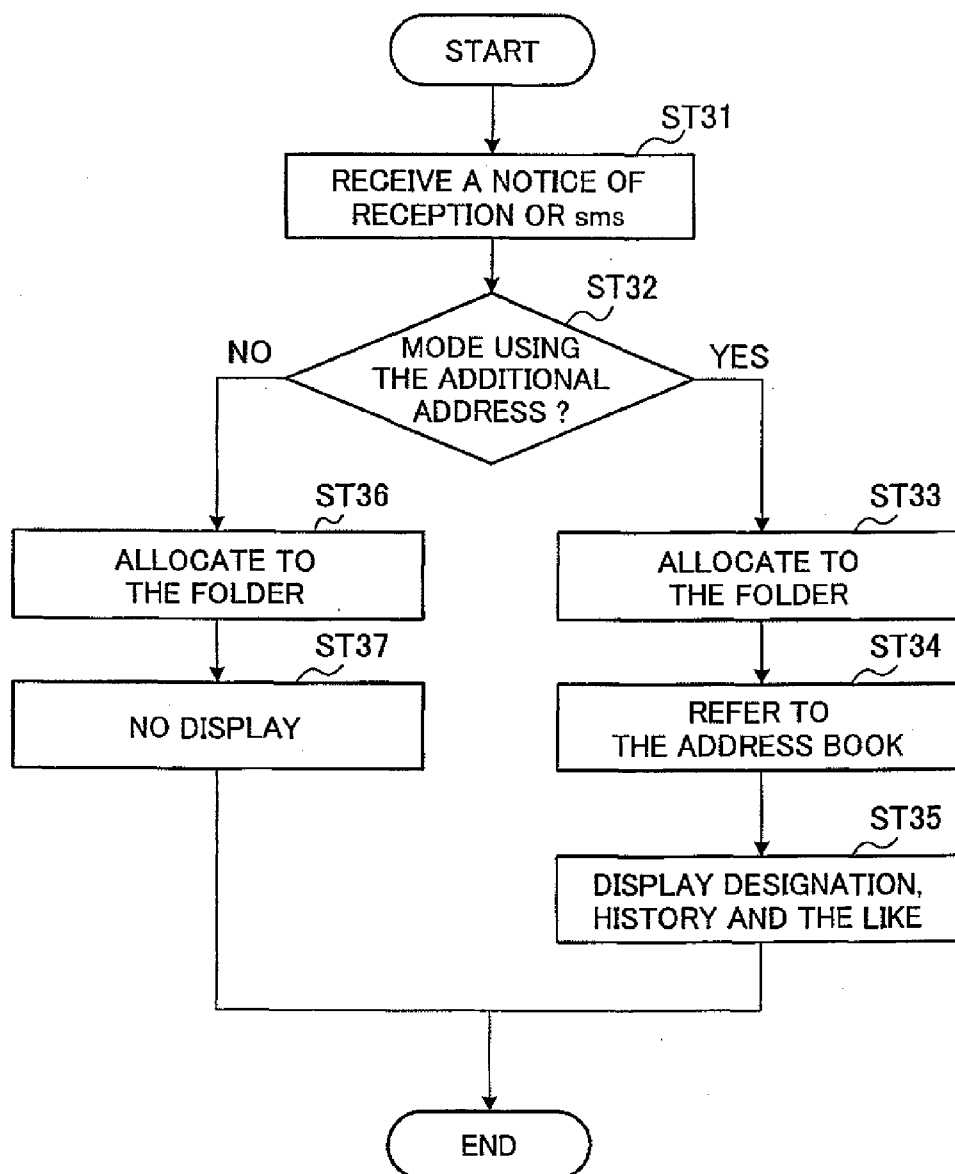 START
ST31
RECEIVE A NOTICE OF
RECEPTION OR sms
ST32
MODE USING
THE ADDITIONAL
ADDRESS ?
NO
YES
ST36
ALLOCATE TO
THE FOLDER
ST37
NO DISPLAY
ST33
ALLOCATE TO
THE FOLDER
ST34
REFER TO
THE ADDRESS BOOK
ST35
DISPLAY DESIGNATION,
HISTORY AND THE LIKE
END